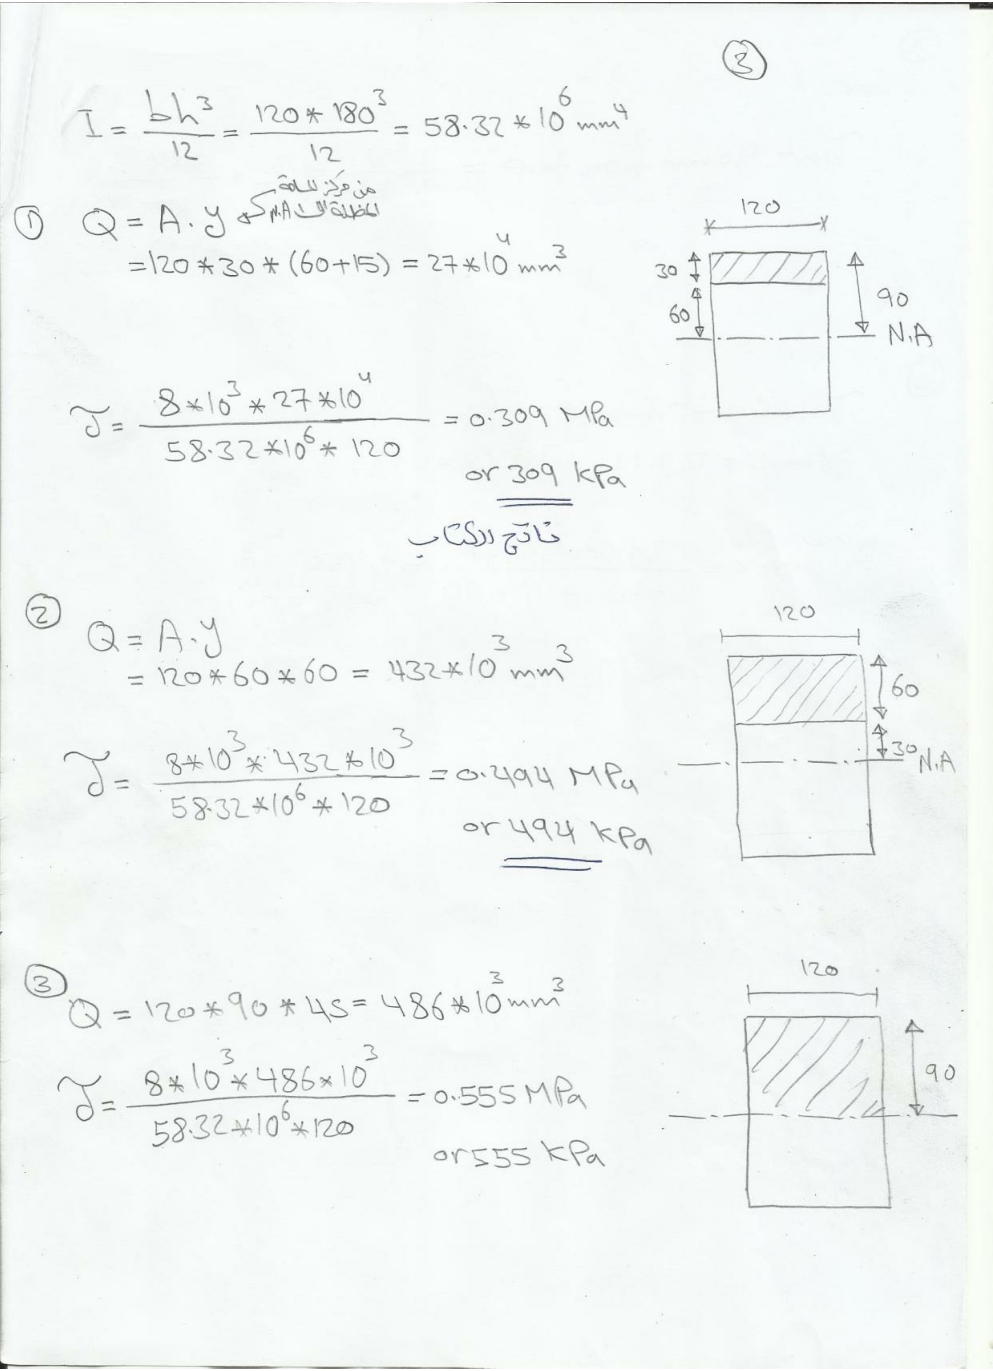 3
I = bh³/12 = 120*180³/12 = 58.32*10⁶ mm⁴
من مركز المساحة
المظللة الى N.A
① Q = A.y
=120*30*(60+15) = 27*10⁴ mm³
120
30
60
90
N.A
τ = 8*10³*27*10⁴/58.32*10⁶*120 = 0.309 MPa
or 309 kPa
ناتج الكتاب
② Q = A.y
= 120*60*60 = 432*10³ mm³
120
60
30
N.A
τ = 8*10³*432*10³/58.32*10⁶*120 = 0.494 MPa
or 494 kPa
③ Q = 120*90*45 = 486*10³ mm³
120
90
τ = 8*10³*486*10³/58.32*10⁶*120 = 0.555 MPa
or 555 kPa